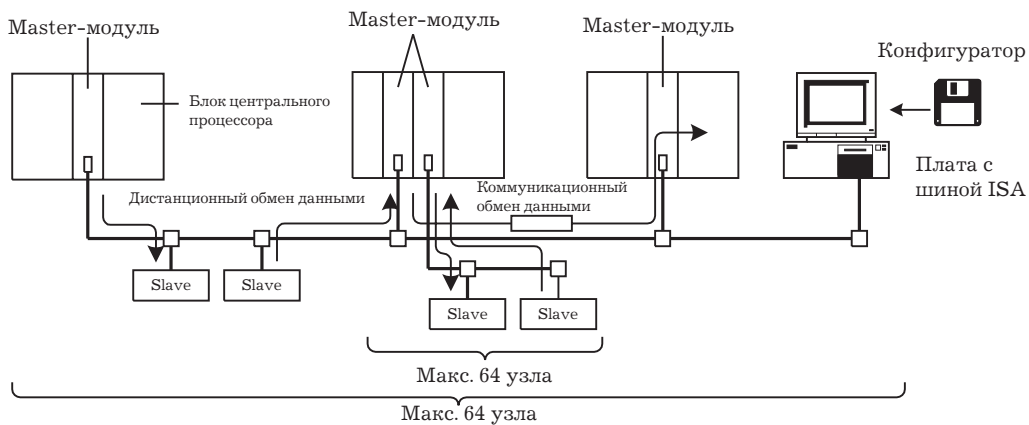 Master-модуль
Master-модуль
Master-модуль
Конфигуратор
Блок центрального
процессора
Плата с
шиной ISA
Дистанционный обмен данными
Коммуникационный
обмен данными
Slave
Slave
Slave
Slave
Макс. 64 узла
Макс. 64 узла